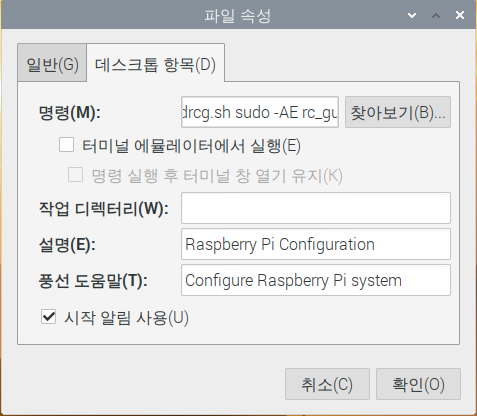 파일 속성
일반(G)
데스크톱 항목(D)
명령(M):
drcg.sh sudo -AE rc_gu
찾아보기(B)...
터미널 에뮬레이터에서 실행(E)
명령 실행 후 터미널 창 열기 유지(K)
작업 디렉터리(W):
설명(E):
Raspberry Pi Configuration
풍선 도움말(T):
Configure Raspberry Pi system
시작 알림 사용(U)
취소(C)
확인(O)